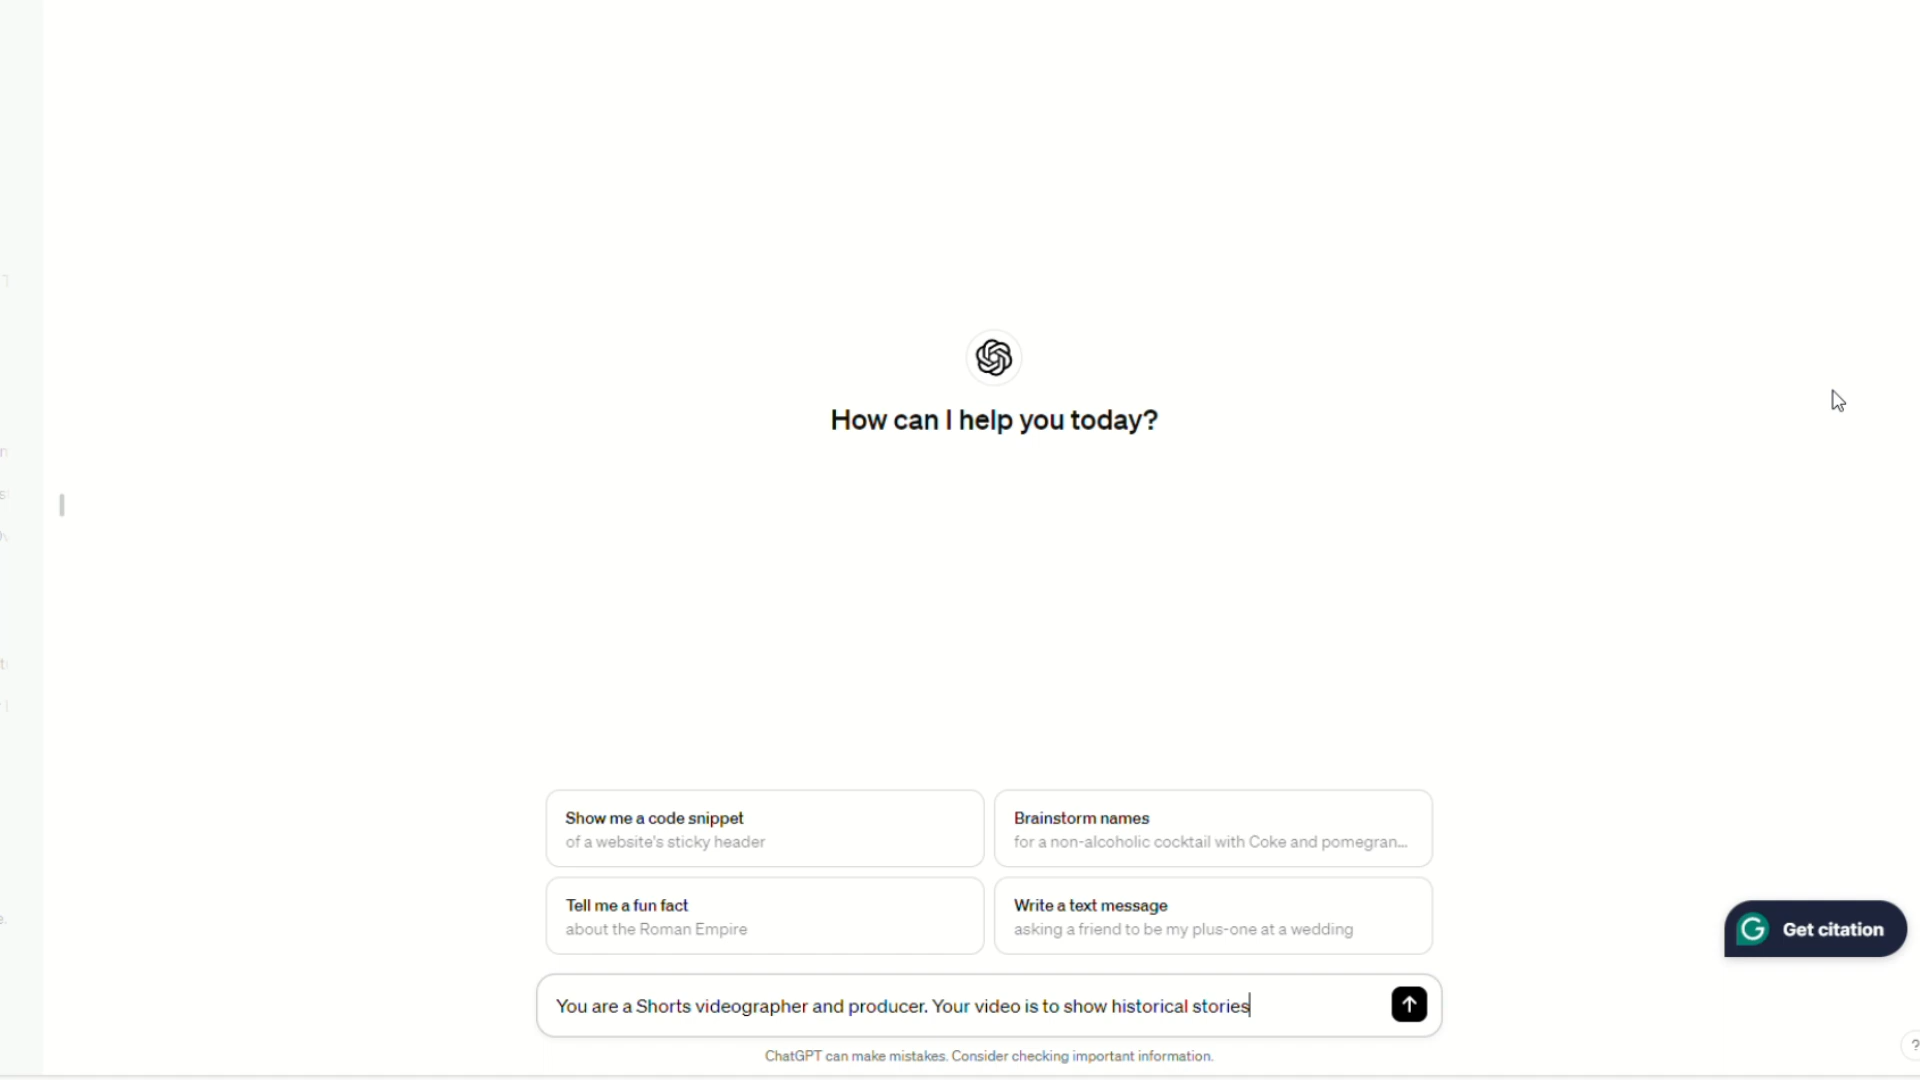 How can I help you today?
Show me a code snippet
of a website's sticky header
Brainstorm names
for a non-alcoholic cocktail with Coke and pomegran...
Tell me a fun fact
about the Roman Empire
Write a text message
asking a friend to be my plus-one at a wedding
Get citation
You are a Shorts videographer and producer. Your video is to show historical stories
ChatGPT can make mistakes. Consider checking important information.
?